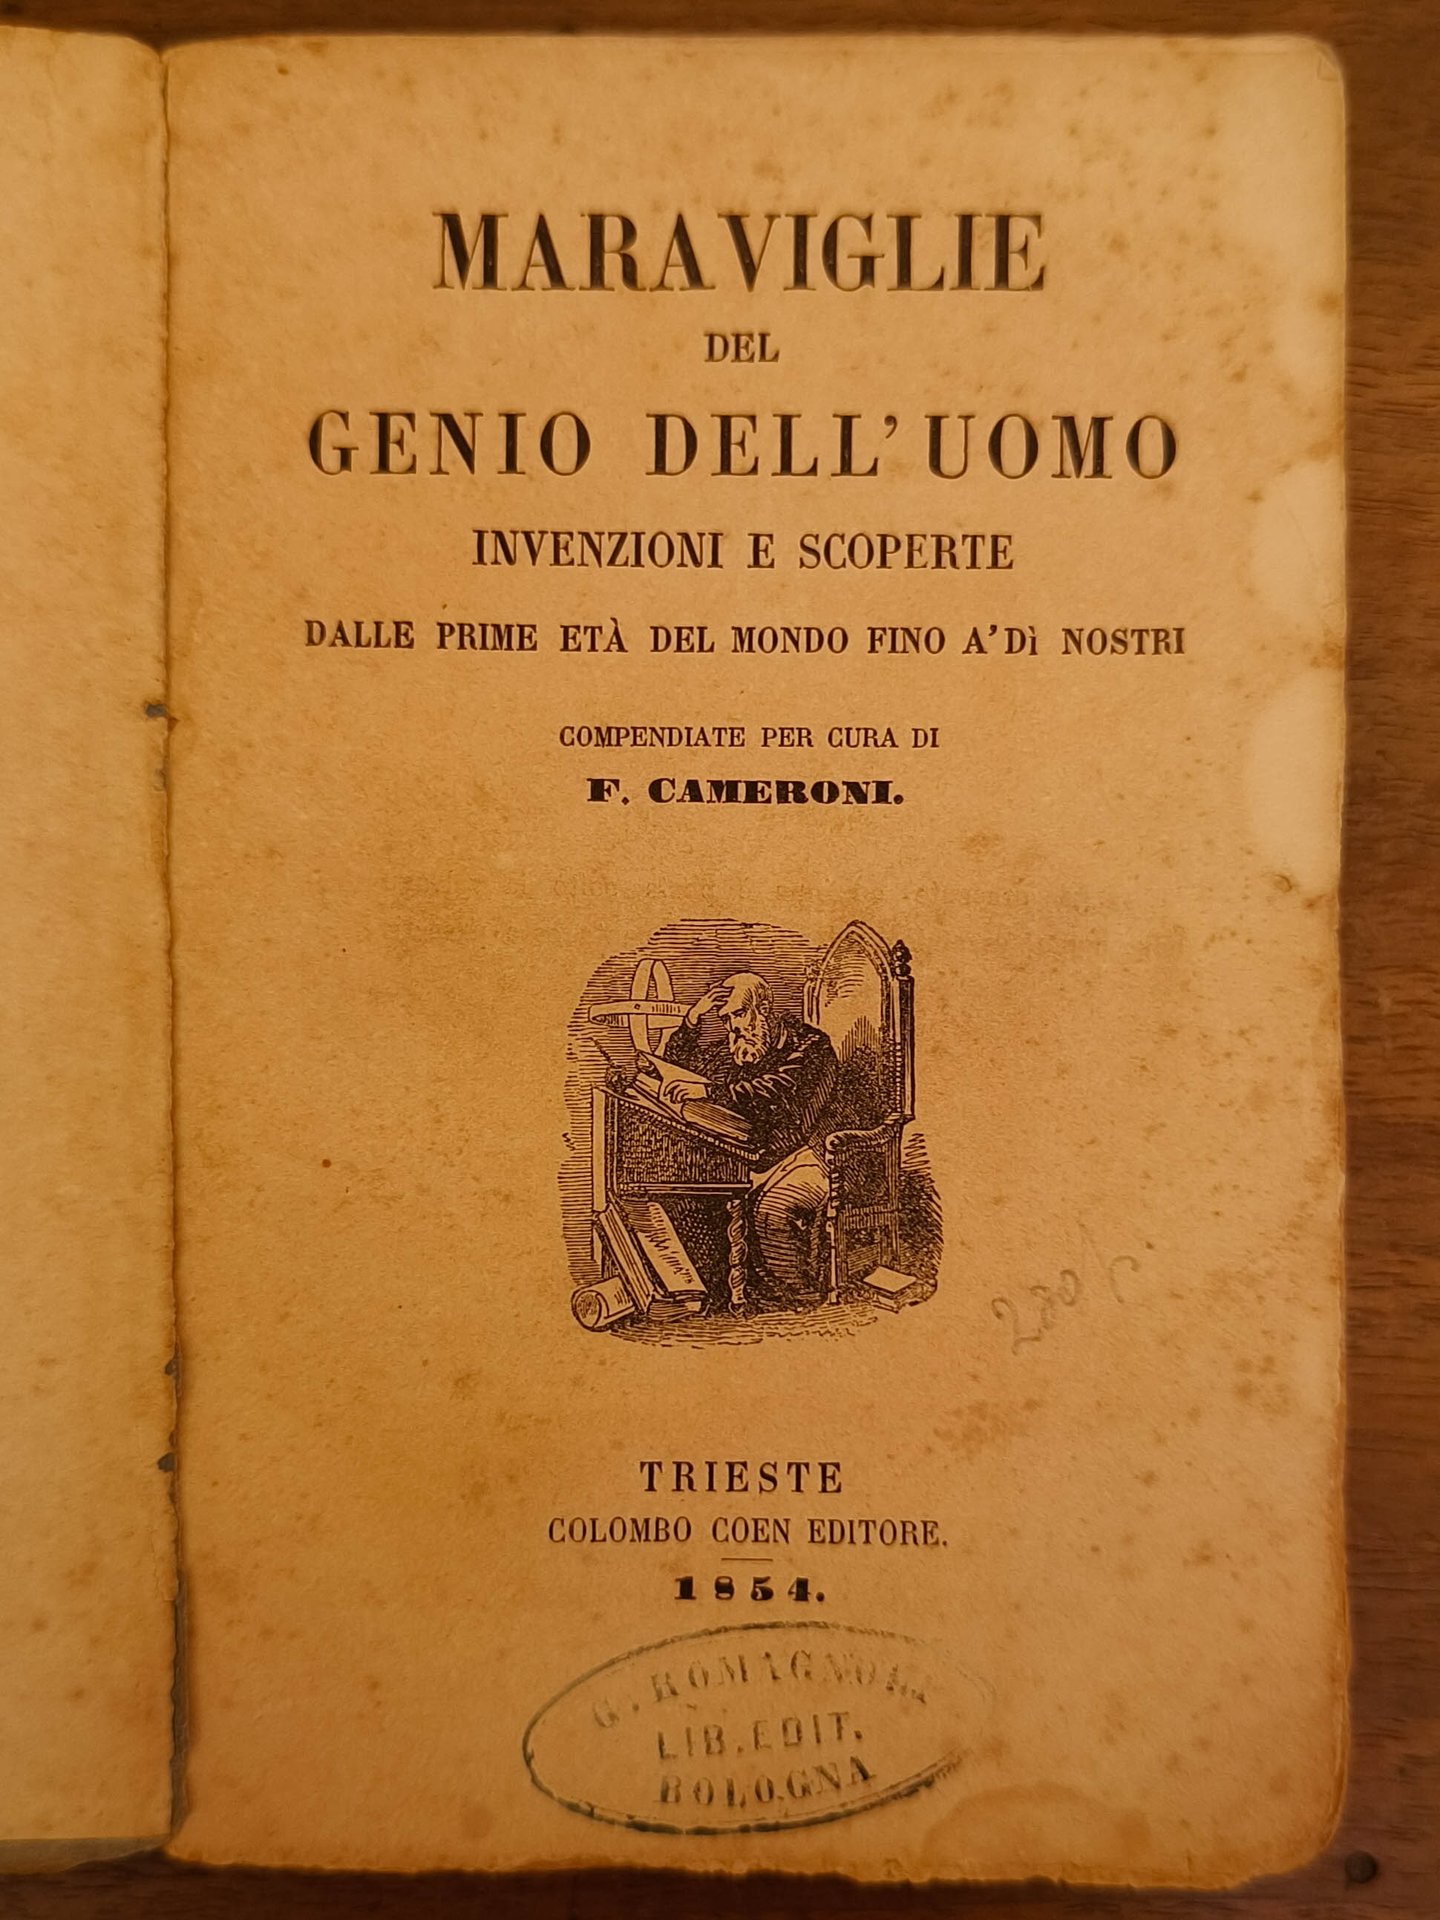 MARAVIGLIE
DEL
GENIO DELL'UOMO
INVENZIONI E SCOPERTE
DALLE PRIME ETÀ DEL MONDO FINO A'DÌ NOSTRI
COMPENDIATE PER CURA DI
F. CAMERONI.
TRIESTE
COLOMBO COEN EDITORE.
1854.
G. ROMAGNOLI
LIB. EDIT.
BOLOGNA